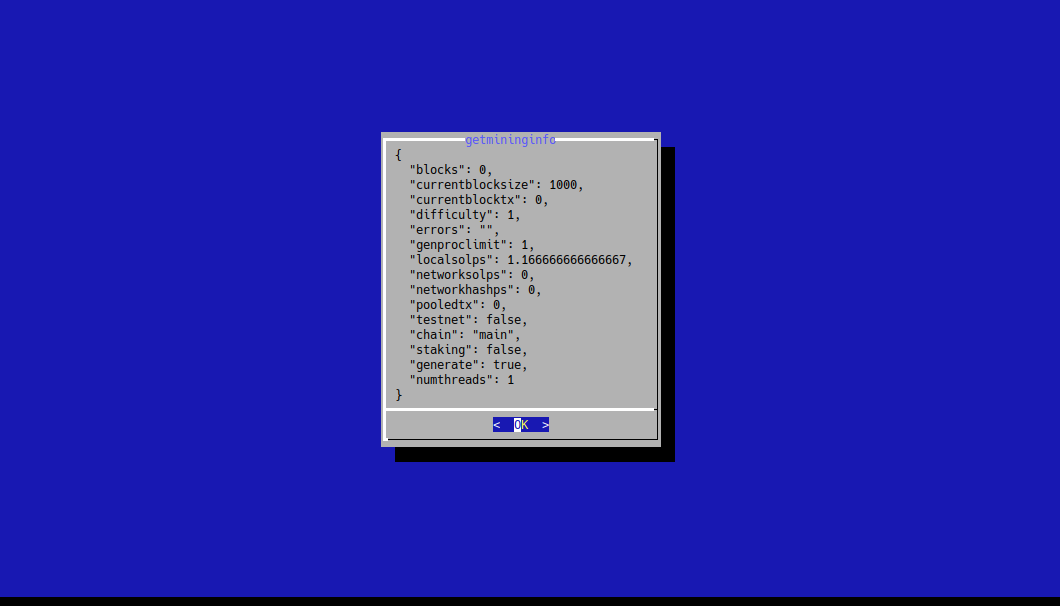 getmininginfo
{
  "blocks": 0,
  "currentblocksize": 1000,
  "currentblocktx": 0,
  "difficulty": 1,
  "errors": "",
  "genproclimit": 1,
  "localsolps": 1.166666666666667,
  "networksolps": 0,
  "networkhashps": 0,
  "pooledtx": 0,
  "testnet": false,
  "chain": "main",
  "staking": false,
  "generate": true,
  "numthreads": 1
}
<  OK  >